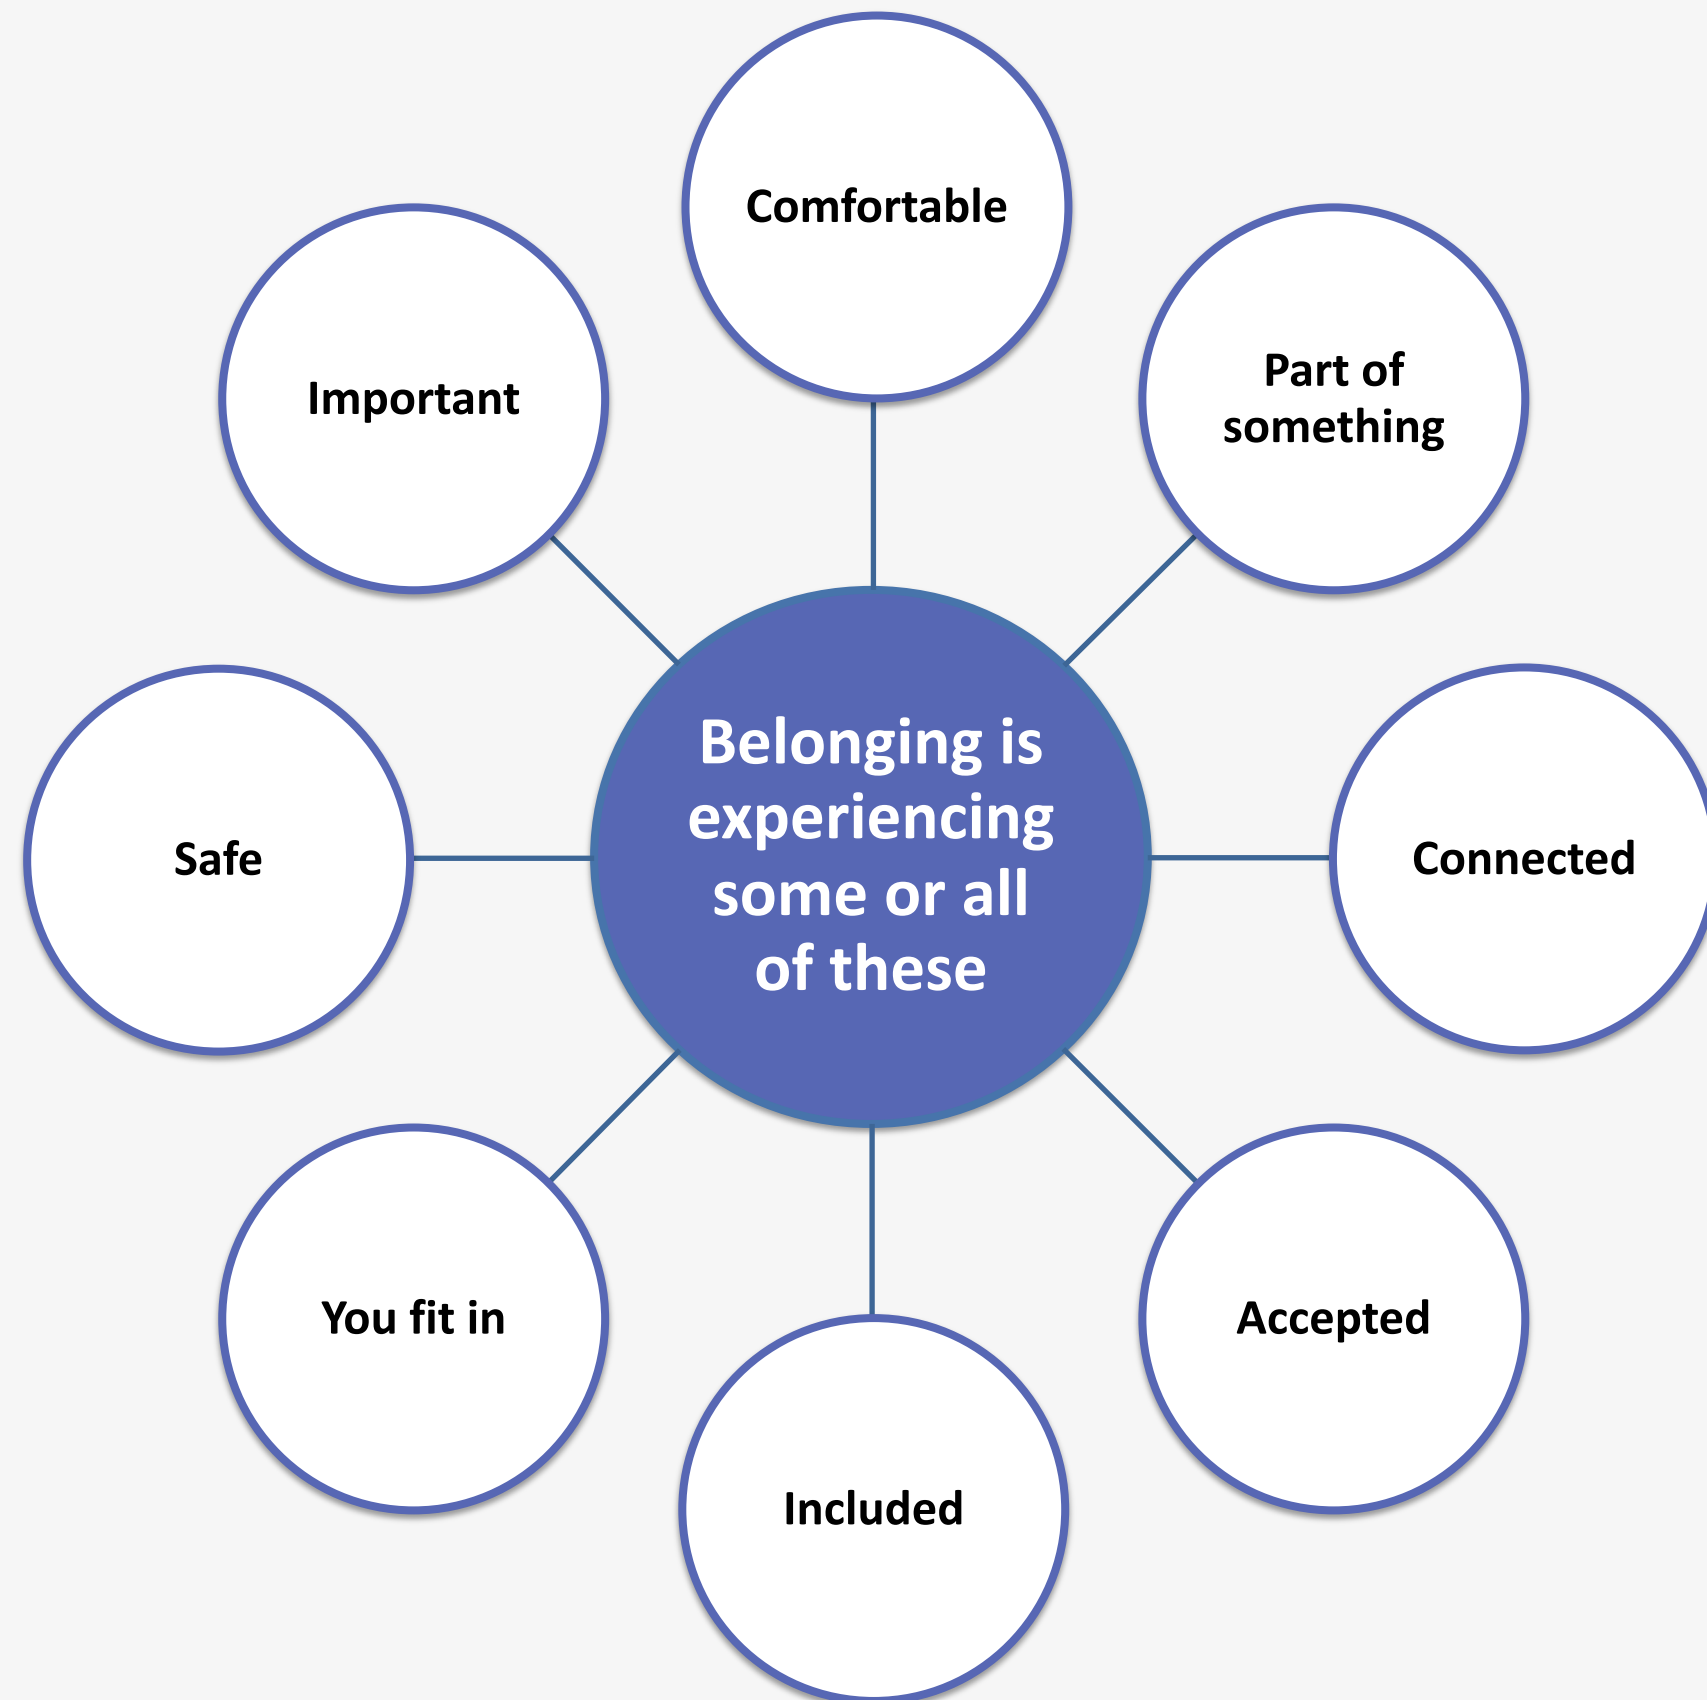 Comfortable
Part of
something
Important
Belonging is
experiencing
some or all
of these
Safe
Connected
You fit in
Accepted
Included